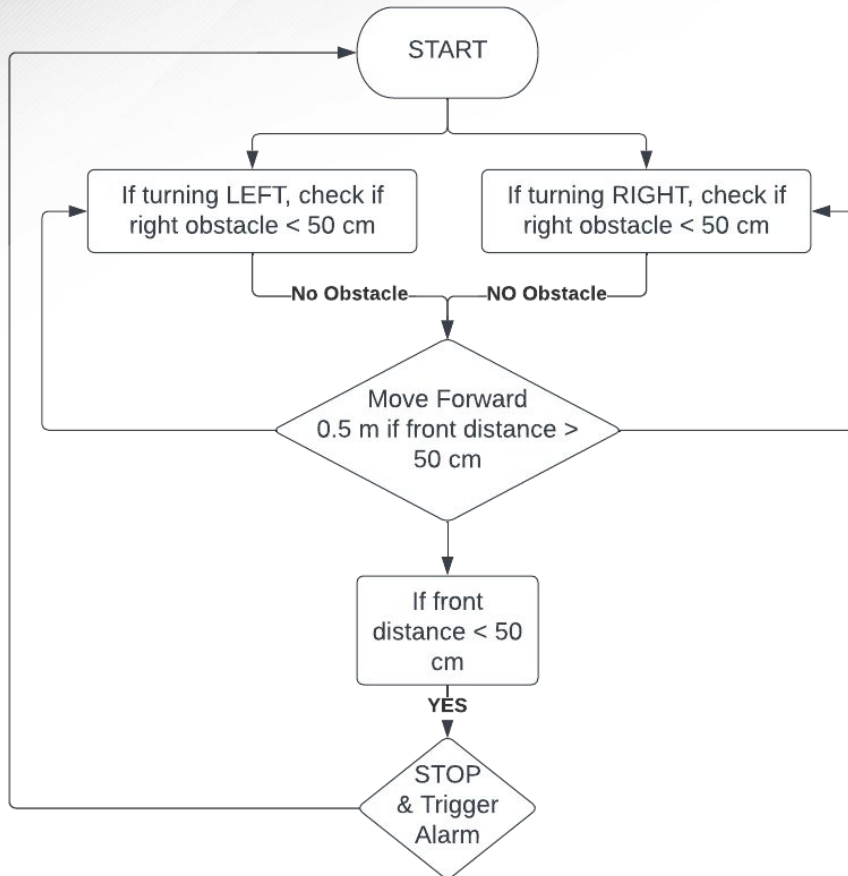 START
If turning LEFT, check if
right obstacle < 50 cm
If turning RIGHT, check if
right obstacle < 50 cm
No Obstacle
NO Obstacle
Move Forward
0.5 m if front distance >
50 cm
If front
distance < 50
cm
YES
STOP
& Trigger
Alarm